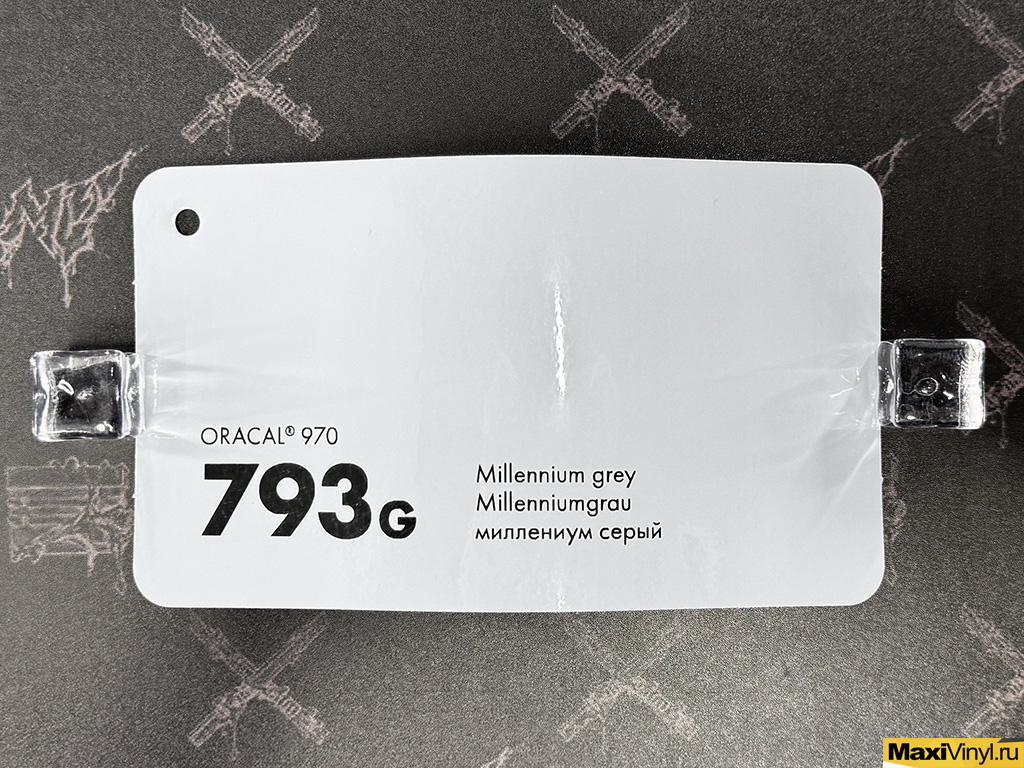 ORACAL® 970
793G
Millennium grey
Millenniumgrau
миллениум серый
MaxiVinyl.ru